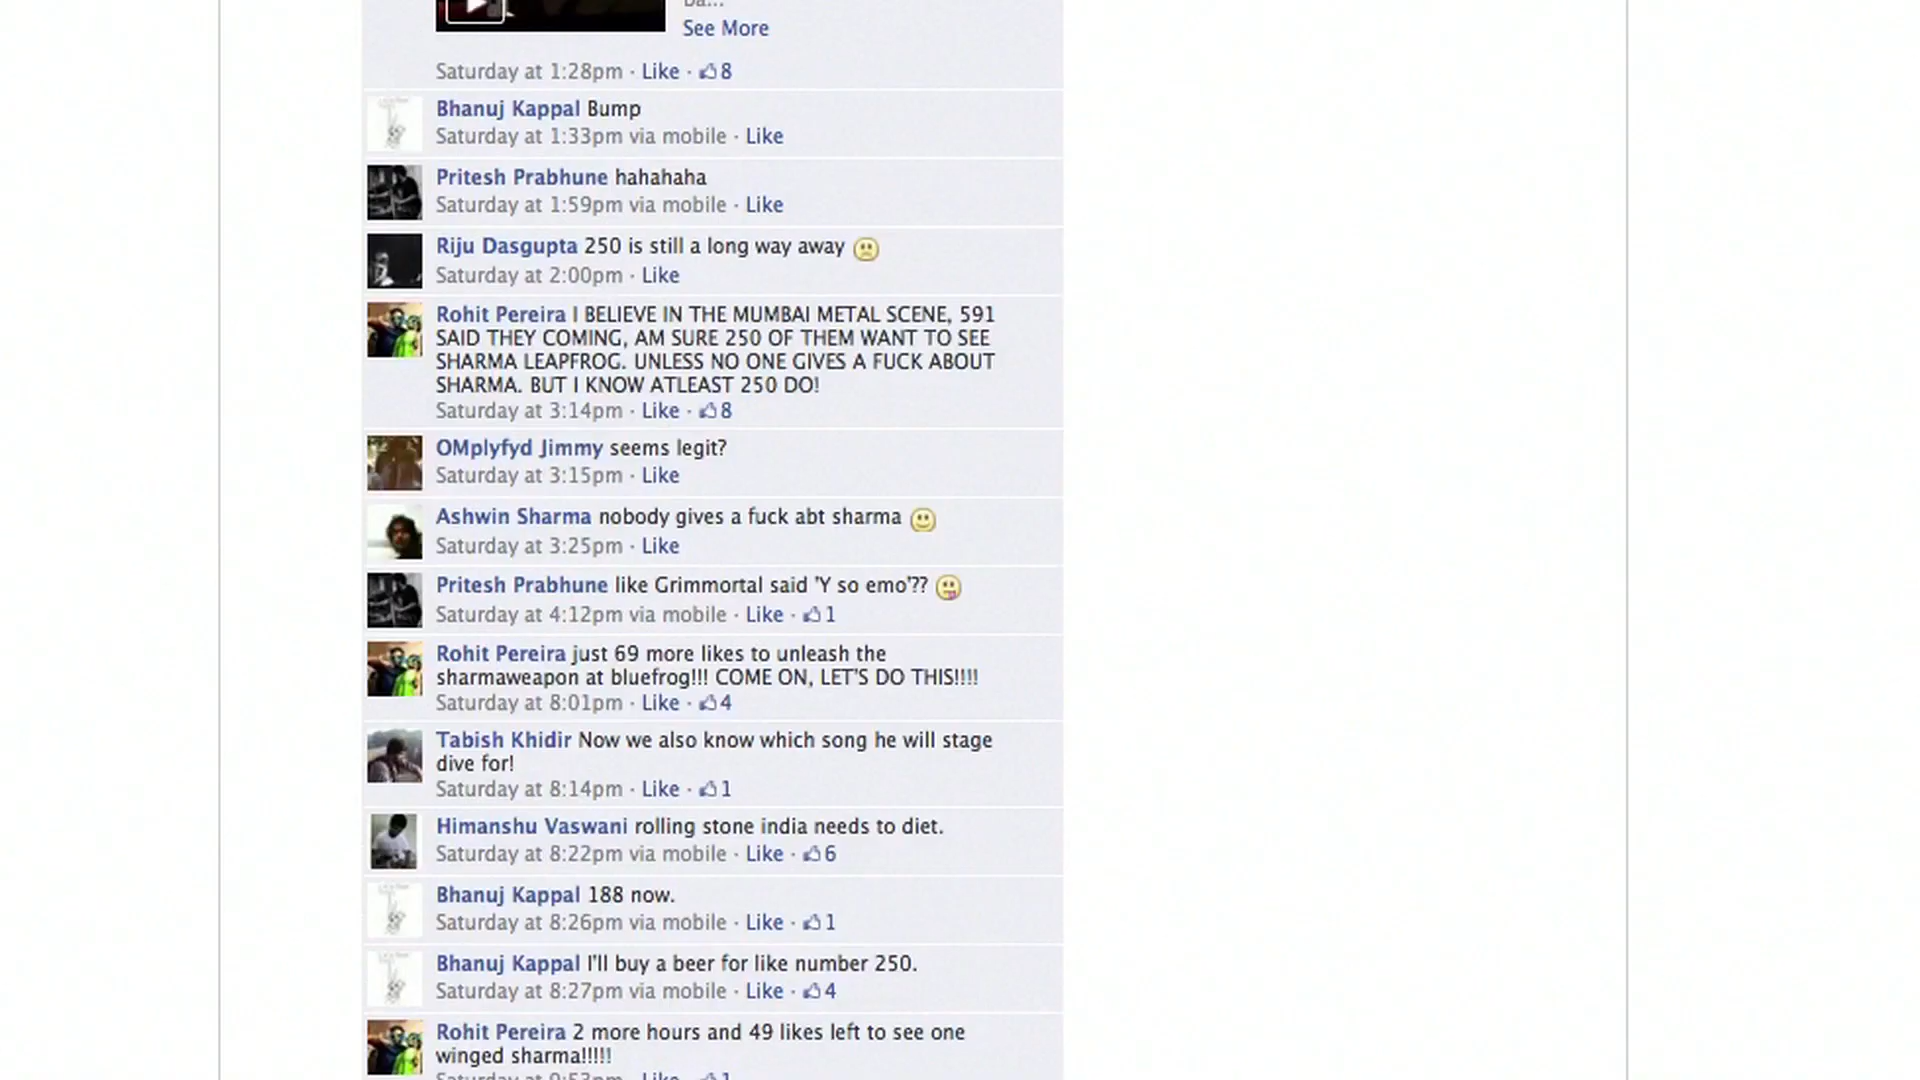 See More
Saturday at 1:28pm · Like · 8
Bhanuj Kappal Bump
Saturday at 1:33pm via mobile · Like
Pritesh Prabhune hahahaha
Saturday at 1:59pm via mobile · Like
Riju Dasgupta 250 is still a long way away
Saturday at 2:00pm · Like
Rohit Pereira I BELIEVE IN THE MUMBAI METAL SCENE, 591
SAID THEY COMING, AM SURE 250 OF THEM WANT TO SEE
SHARMA LEAPFROG. UNLESS NO ONE GIVES A FUCK ABOUT
SHARMA. BUT I KNOW ATLEAST 250 DO!
Saturday at 3:14pm · Like · 8
OMplyfyd Jimmy seems legit?
Saturday at 3:15pm · Like
Ashwin Sharma nobody gives a fuck abt sharma
Saturday at 3:25pm · Like
Pritesh Prabhune like Grimmortal said 'Y so emo'??
Saturday at 4:12pm via mobile · Like · 1
Rohit Pereira just 69 more likes to unleash the
sharmaweapon at bluefrog!!! COME ON, LET'S DO THIS!!!!
Saturday at 8:01pm · Like · 4
Tabish Khidir Now we also know which song he will stage
dive for!
Saturday at 8:14pm · Like · 1
Himanshu Vaswani rolling stone india needs to diet.
Saturday at 8:22pm via mobile · Like · 6
Bhanuj Kappal 188 now.
Saturday at 8:26pm via mobile · Like · 1
Bhanuj Kappal I'll buy a beer for like number 250.
Saturday at 8:27pm via mobile · Like · 4
Rohit Pereira 2 more hours and 49 likes left to see one
winged sharma!!!!!
Saturday at 9:53pm · Like · 1